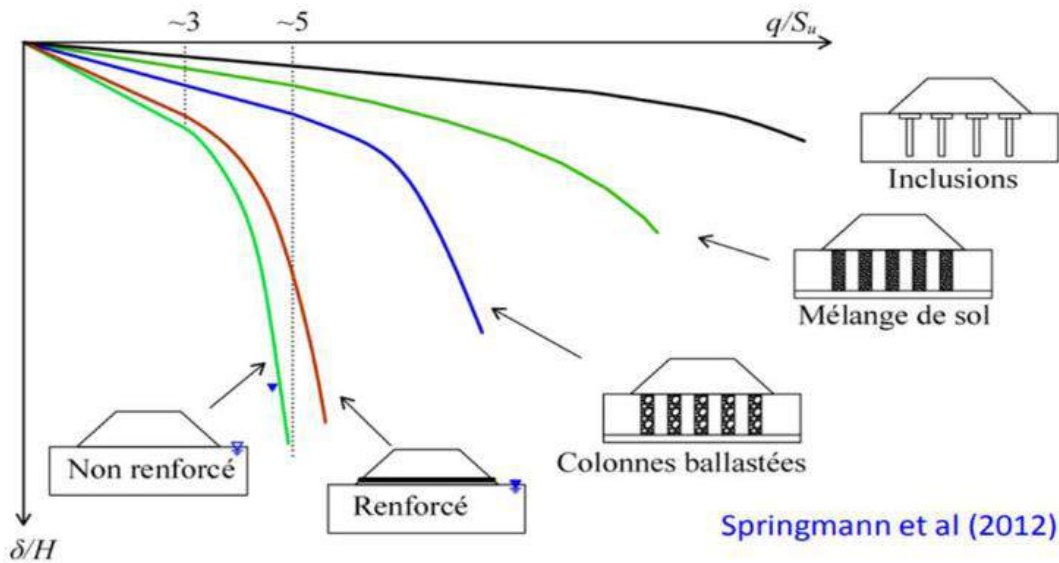 ~3
~5
q/Su
Inclusions
Mélange de sol
Colonnes ballastées
Non renforcé
Renforcé
Springmann et al (2012)
δ/H